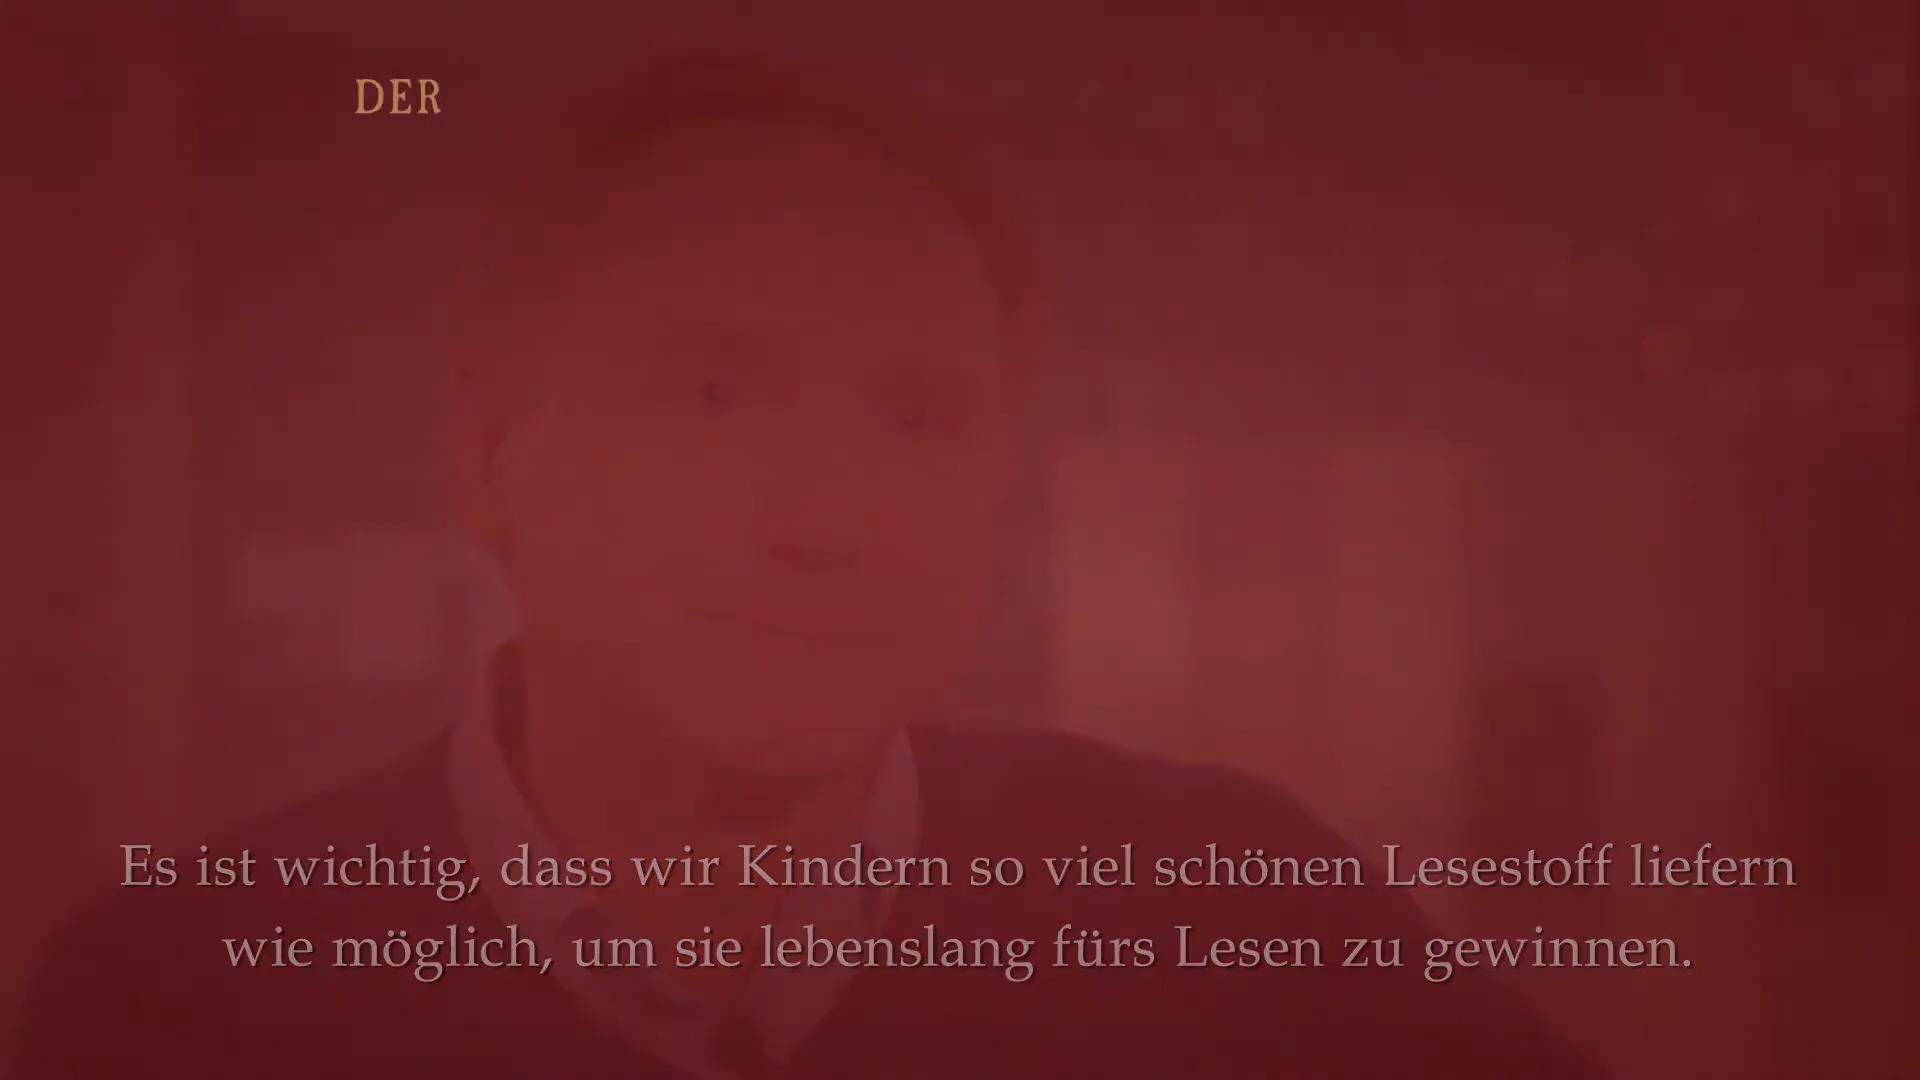 DER
Es ist wichtig, dass wir Kindern so viel schönen Lesestoff liefern
wie möglich, um sie lebenslang fürs Lesen zu gewinnen.